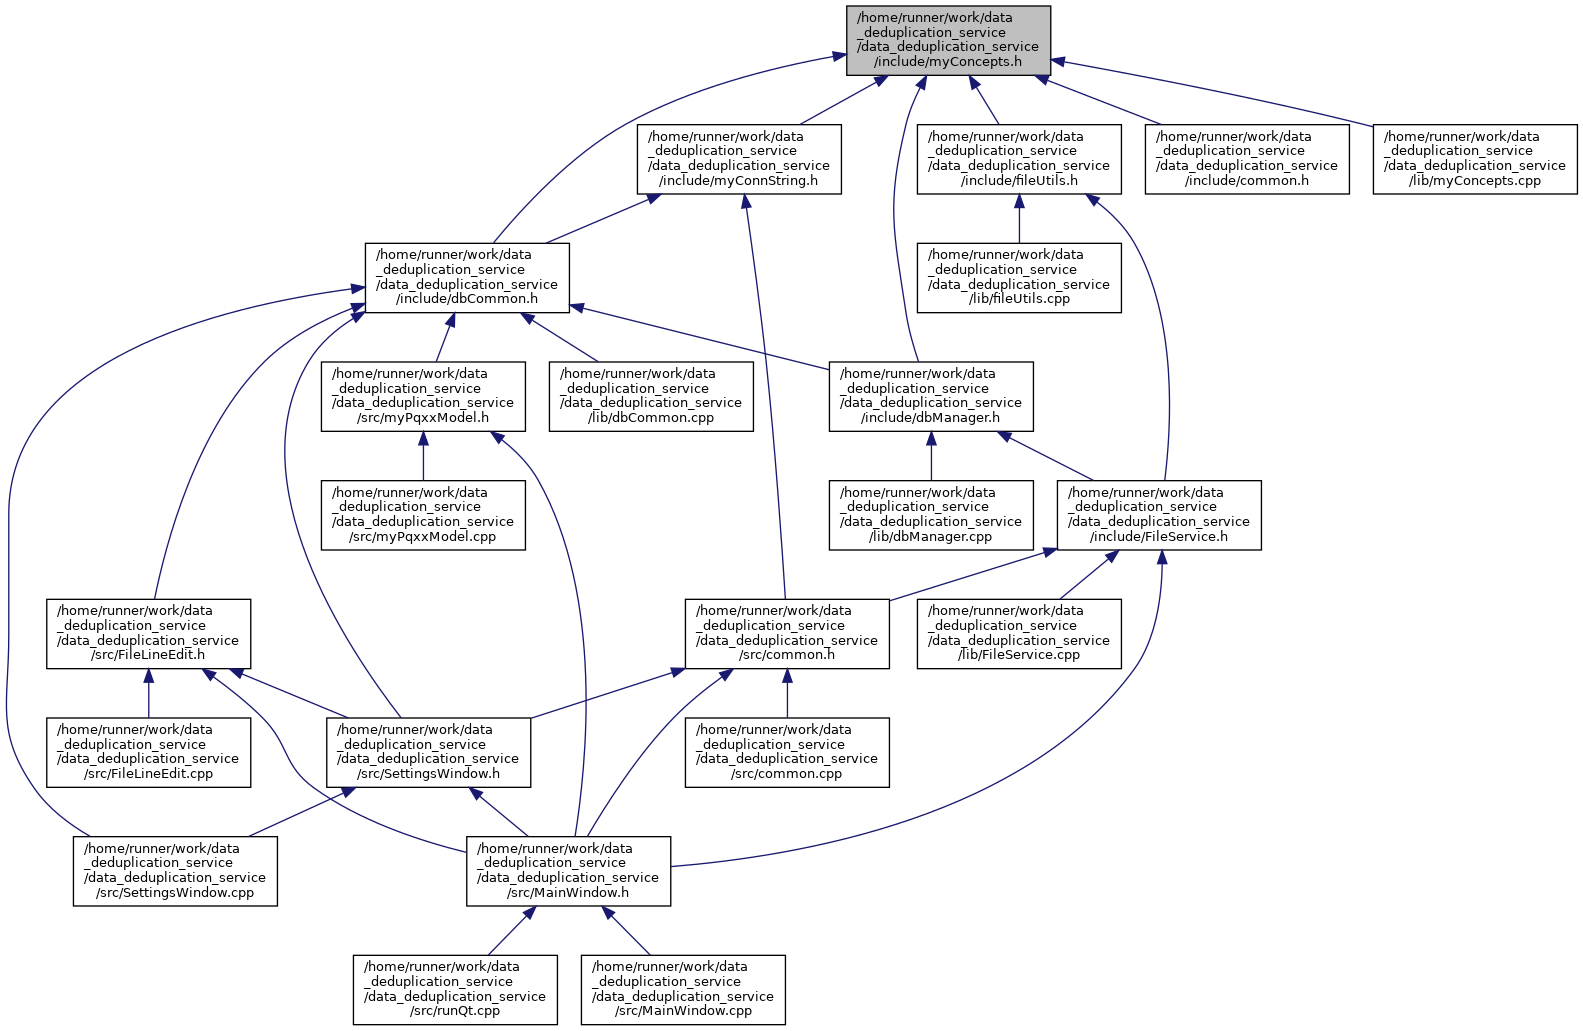 /home/runner/work/data
_deduplication_service
/data_deduplication_service
/include/myConcepts.h
/home/runner/work/data
_deduplication_service
/data_deduplication_service
/include/myConnString.h
/home/runner/work/data
_deduplication_service
/data_deduplication_service
/include/fileUtils.h
/home/runner/work/data
_deduplication_service
/data_deduplication_service
/include/common.h
/home/runner/work/data
_deduplication_service
/data_deduplication_service
/lib/myConcepts.cpp
/home/runner/work/data
_deduplication_service
/data_deduplication_service
/include/dbCommon.h
/home/runner/work/data
_deduplication_service
/data_deduplication_service
/lib/fileUtils.cpp
/home/runner/work/data
_deduplication_service
/data_deduplication_service
/src/myPqxxModel.h
/home/runner/work/data
_deduplication_service
/data_deduplication_service
/lib/dbCommon.cpp
/home/runner/work/data
_deduplication_service
/data_deduplication_service
/include/dbManager.h
/home/runner/work/data
_deduplication_service
/data_deduplication_service
/src/myPqxxModel.cpp
/home/runner/work/data
_deduplication_service
/data_deduplication_service
/lib/dbManager.cpp
/home/runner/work/data
_deduplication_service
/data_deduplication_service
/include/FileService.h
/home/runner/work/data
_deduplication_service
/data_deduplication_service
/src/FileLineEdit.h
/home/runner/work/data
_deduplication_service
/data_deduplication_service
/src/common.h
/home/runner/work/data
_deduplication_service
/data_deduplication_service
/lib/FileService.cpp
/home/runner/work/data
_deduplication_service
/data_deduplication_service
/src/FileLineEdit.cpp
/home/runner/work/data
_deduplication_service
/data_deduplication_service
/src/SettingsWindow.h
/home/runner/work/data
_deduplication_service
/data_deduplication_service
/src/common.cpp
/home/runner/work/data
_deduplication_service
/data_deduplication_service
/src/SettingsWindow.cpp
/home/runner/work/data
_deduplication_service
/data_deduplication_service
/src/MainWindow.h
/home/runner/work/data
_deduplication_service
/data_deduplication_service
/src/runQt.cpp
/home/runner/work/data
_deduplication_service
/data_deduplication_service
/src/MainWindow.cpp